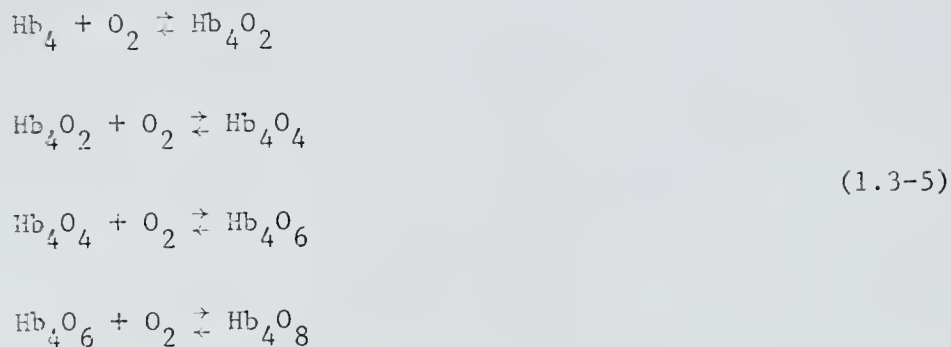 Hb₄ + O₂ ⇄ Hb₄O₂
Hb₄O₂ + O₂ ⇄ Hb₄O₄
(1.3-5)
Hb₄O₄ + O₂ ⇄ Hb₄O₆
Hb₄O₆ + O₂ ⇄ Hb₄O₈